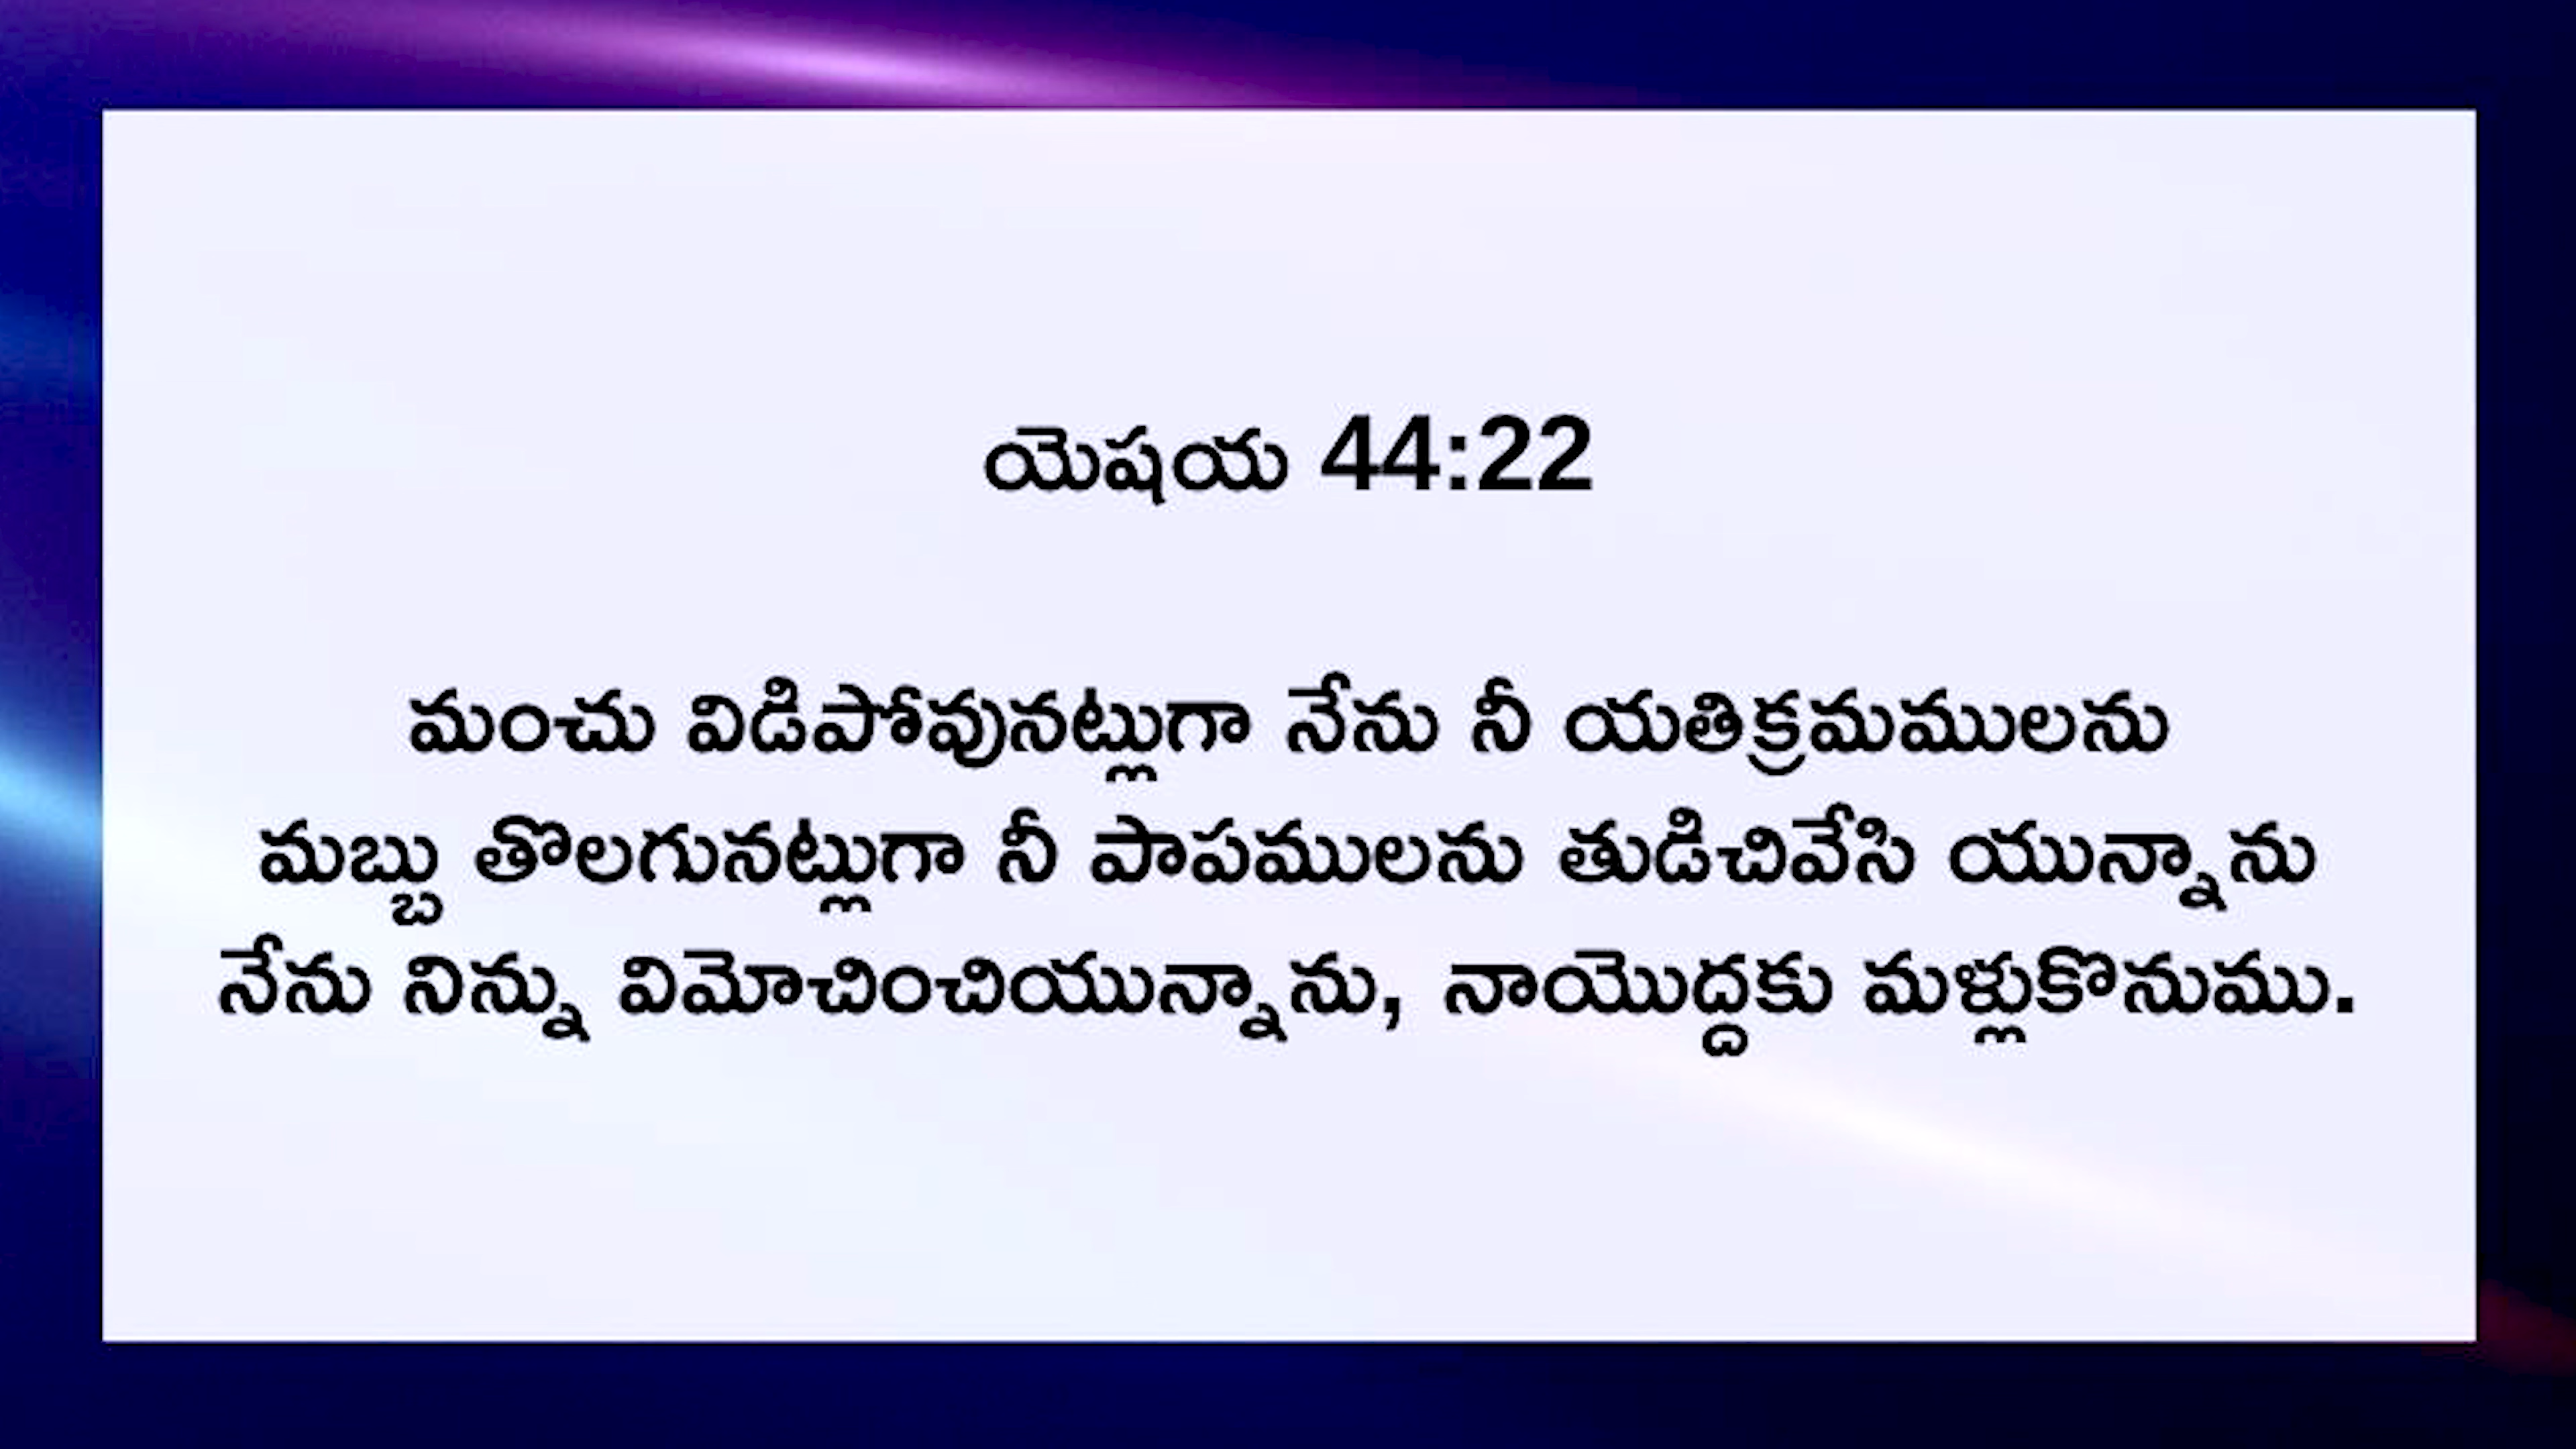 యెషయ 44:22
మంచు విడిపోవునట్లుగా నేను నీ యతిక్రమములను
మబ్బు తొలగునట్లుగా నీ పాపములను తుడిచివేసి యున్నాను
నేను నిన్ను విమోచించియున్నాను, నాయొద్దకు మళ్లుకొనుము.